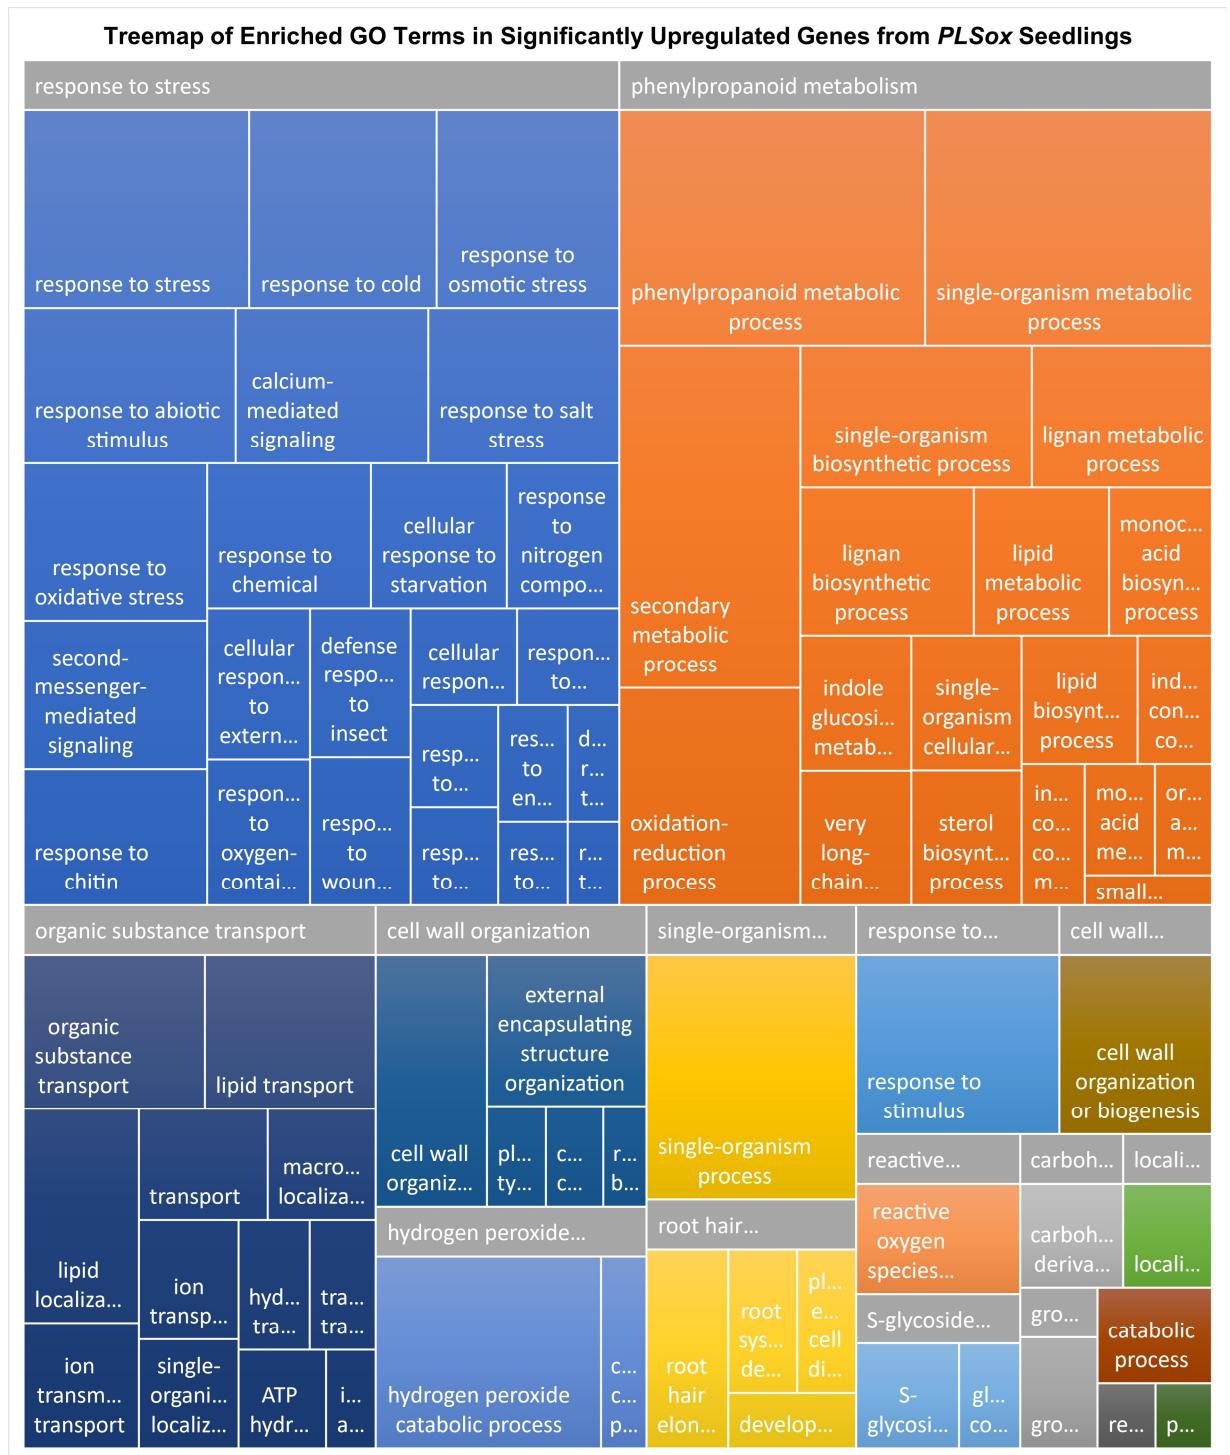 Treemap of Enriched GO Terms in Significantly Upregulated Genes from PLSox Seedlings
response to stress
response to stress
response to cold
response to
osmotic stress
response to abiotic
stimulus
calcium-
mediated
signaling
response to salt
stress
response to
oxidative stress
response to
chemical
cellular
response to
starvation
response
to
nitrogen
compo...
second-
messenger-
mediated
signaling
cellular
respon...
to
extern...
defense
respo...
to
insect
cellular
respon...
respon...
to...
response to
chitin
respon...
to
oxygen-
contai...
respo...
to
woun...
resp...
to...
res...
to
en...
d...
r...
t...
resp...
to...
res...
to...
r...
t...
phenylpropanoid metabolism
phenylpropanoid metabolic
process
single-organism metabolic
process
secondary
metabolic
process
single-organism
biosynthetic process
lignan metabolic
process
lignan
biosynthetic
process
lipid
metabolic
process
monoc...
acid
biosyn...
process
oxidation-
reduction
process
indole
glucosi...
metab...
single-
organism
cellular...
lipid
biosynt...
process
ind...
con...
co...
very
long-
chain...
sterol
biosynt...
process
in...
co...
co...
m...
mo...
acid
me...
or...
a...
m...
small...
organic substance transport
organic
substance
transport
lipid transport
lipid
localiza...
transport
macro...
localiza...
ion
transp...
hyd...
tra...
tra...
tra...
ion
transm...
transport
single-
organi...
localiz...
ATP
hydr...
i...
a...
cell wall organization
cell wall
organiz...
external
encapsulating
structure
organization
pl...
ty...
c...
c...
r...
b...
hydrogen peroxide...
hydrogen peroxide
catabolic process
c...
c...
p...
single-organism...
single-organism
process
root hair...
root
hair
elon...
root
sys...
de...
pl...
e...
cell
di...
develop...
response to...
response to
stimulus
cell wall...
cell wall
organization
or biogenesis
reactive...
reactive
oxygen
species...
carboh...
carboh...
deriva...
locali...
locali...
S-glycoside...
S-
glycosi...
gl...
co...
gro...
gro...
catabolic
process
re...
p...